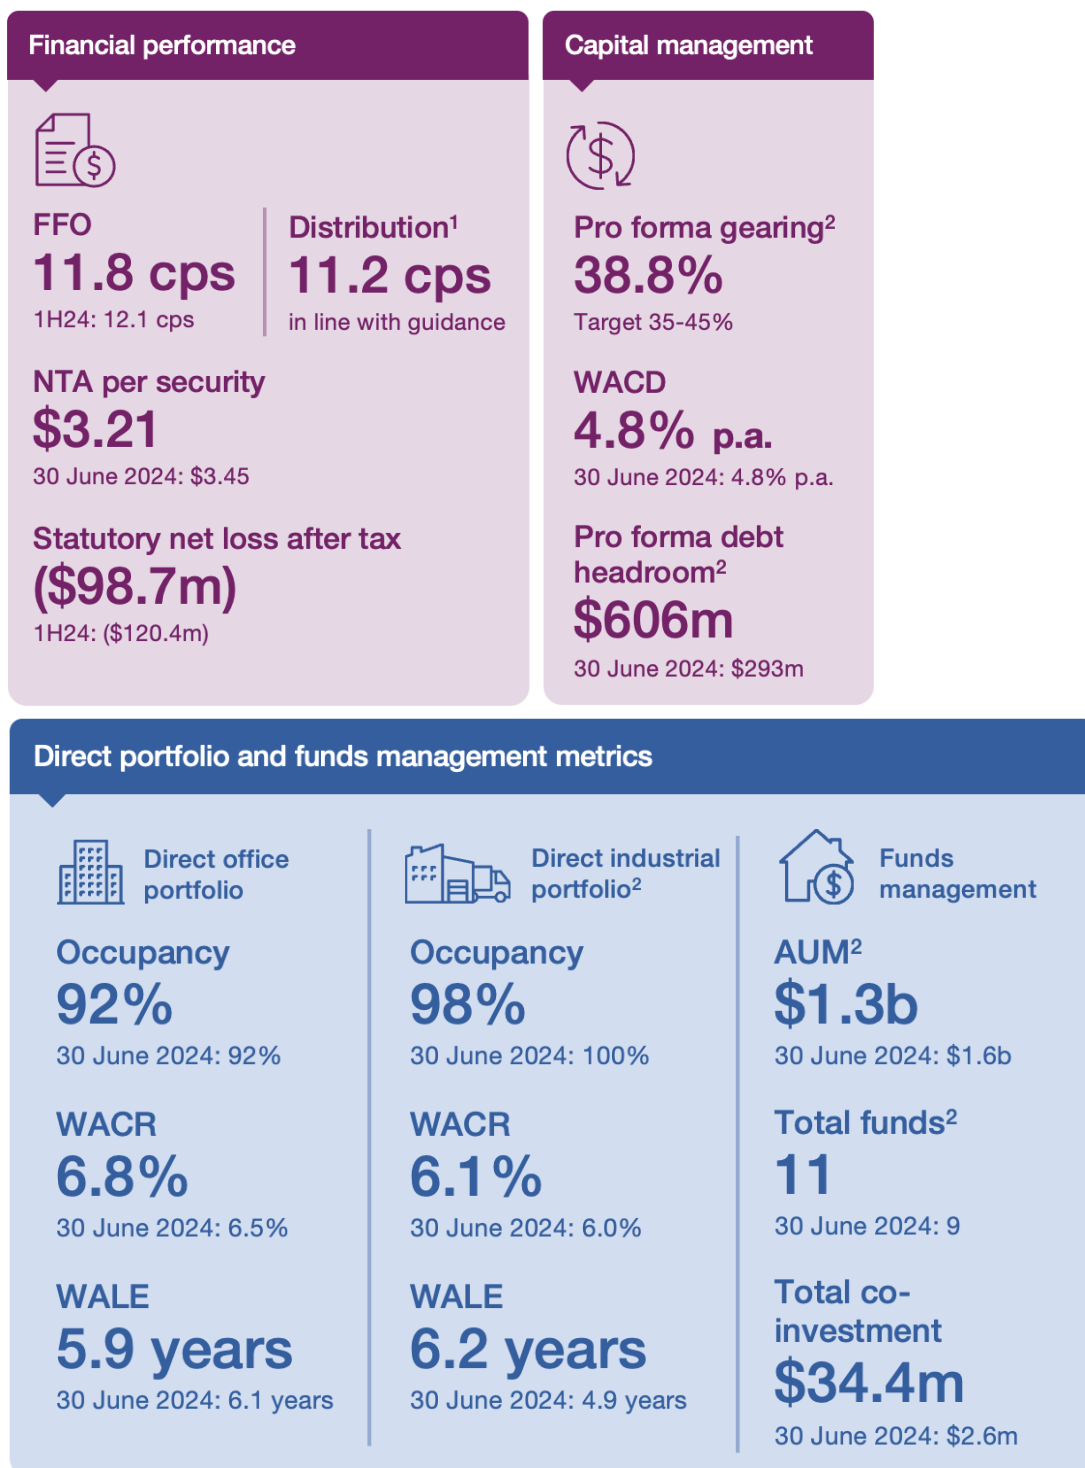 Financial performance
FFO
11.8 cps
1H24: 12.1 cps
Distribution¹
11.2 cps
in line with guidance
NTA per security
$3.21
30 June 2024: $3.45
Statutory net loss after tax
($98.7m)
1H24: ($120.4m)
Capital management
Pro forma gearing²
38.8%
Target 35-45%
WACD
4.8% p.a.
30 June 2024: 4.8% p.a.
Pro forma debt
headroom²
$606m
30 June 2024: $293m
Direct portfolio and funds management metrics
Direct office
portfolio
Occupancy
92%
30 June 2024: 92%
WACR
6.8%
30 June 2024: 6.5%
WALE
5.9 years
30 June 2024: 6.1 years
Direct industrial
portfolio²
Occupancy
98%
30 June 2024: 100%
WACR
6.1%
30 June 2024: 6.0%
WALE
6.2 years
30 June 2024: 4.9 years
Funds
management
AUM²
$1.3b
30 June 2024: $1.6b
Total funds²
11
30 June 2024: 9
Total co-
investment
$34.4m
30 June 2024: $2.6m